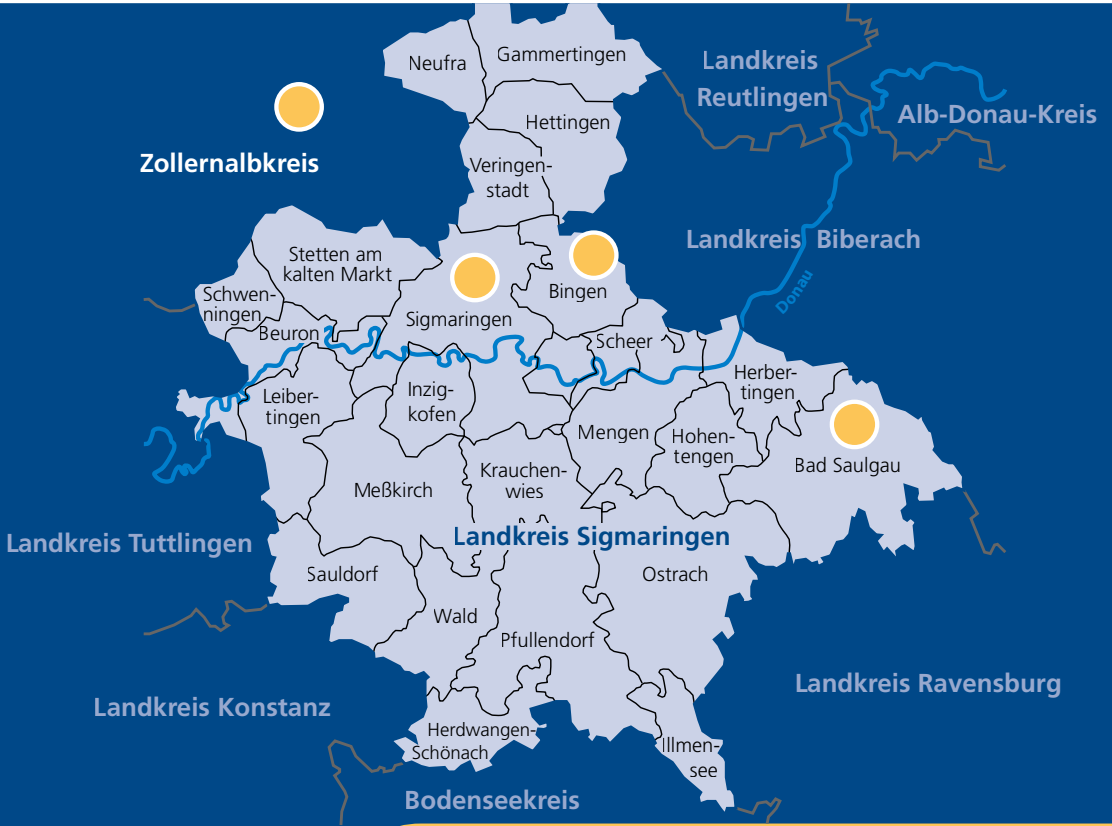 Neufra
Gammertingen
Landkreis
Reutlingen
Alb-Donau-Kreis
Hettingen
Zollernalbkreis
Veringen-
stadt
Landkreis Biberach
Stetten am
kalten Markt
Donau
Schwen-
ningen
Bingen
Sigmaringen
Beuron
Scheer
Herber-
tingen
Leiber-
tingen
Inzig-
kofen
Mengen
Hohen-
tengen
Bad Saulgau
Krauchen-
wies
Meßkirch
Landkreis Sigmaringen
Landkreis Tuttlingen
Sauldorf
Ostrach
Wald
Pfullendorf
Landkreis Ravensburg
Landkreis Konstanz
Herdwangen-
Schönach
Illmen-
see
Bodenseekreis